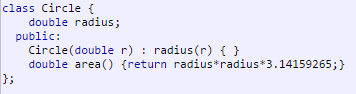 class Circle {
    double radius;
  public:
    Circle(double r) : radius(r) { }
    double area() {return radius*radius*3.14159265;}
};